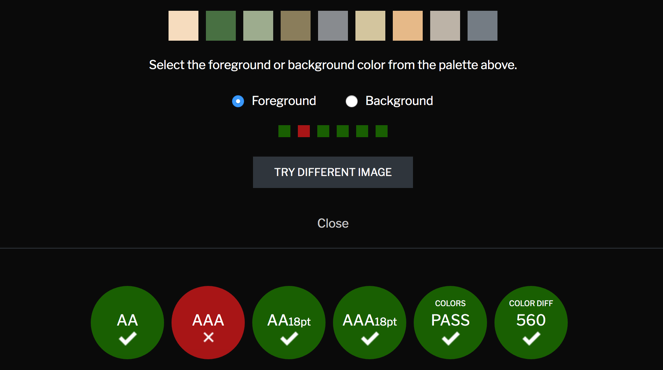 Select the foreground or background color from the palette above.
Foreground Background
TRY DIFFERENT IMAGE
Close
COLORS COLOR DIFF
AA AAA AA18pt AAA18pt PASS 560